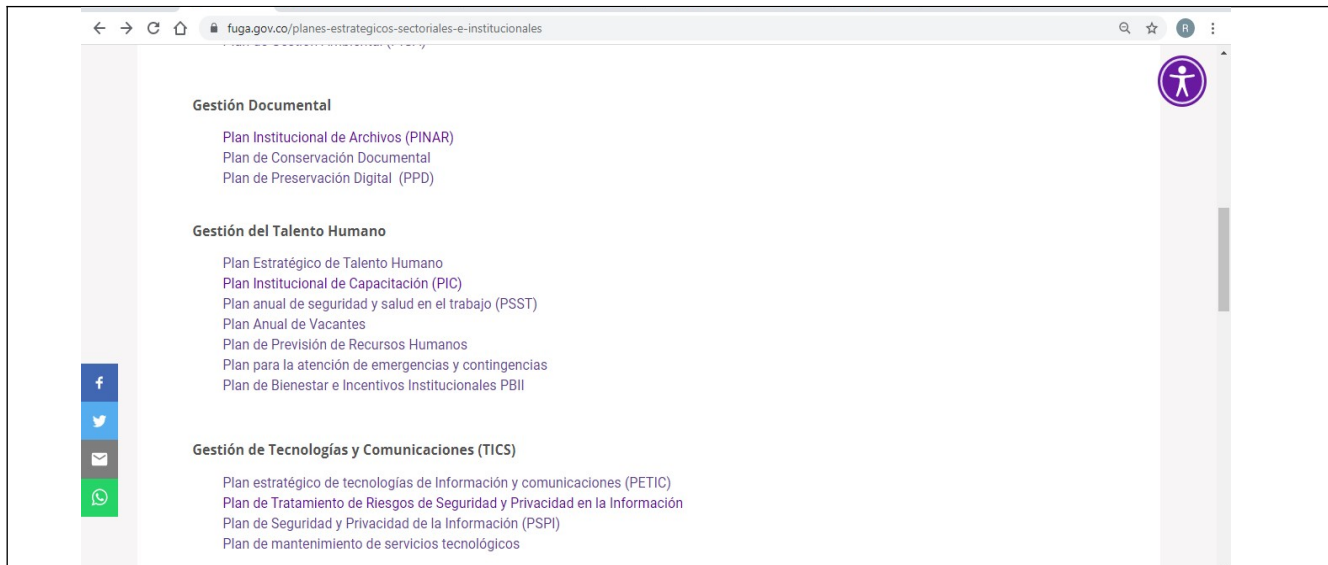 fuga.gov.co/planes-estrategicos-sectoriales-e-institucionales
R
Gestión Documental
Plan Institucional de Archivos (PINAR)
Plan de Conservación Documental
Plan de Preservación Digital (PPD)
Gestión del Talento Humano
Plan Estratégico de Talento Humano
Plan Institucional de Capacitación (PIC)
Plan anual de seguridad y salud en el trabajo (PSST)
Plan Anual de Vacantes
Plan de Previsión de Recursos Humanos
Plan para la atención de emergencias y contingencias
Plan de Bienestar e Incentivos Institucionales PBII
Gestión de Tecnologías y Comunicaciones (TICS)
Plan estratégico de tecnologías de Información y comunicaciones (PETIC)
Plan de Tratamiento de Riesgos de Seguridad y Privacidad en la Información
Plan de Seguridad y Privacidad de la Información (PSPI)
Plan de mantenimiento de servicios tecnológicos